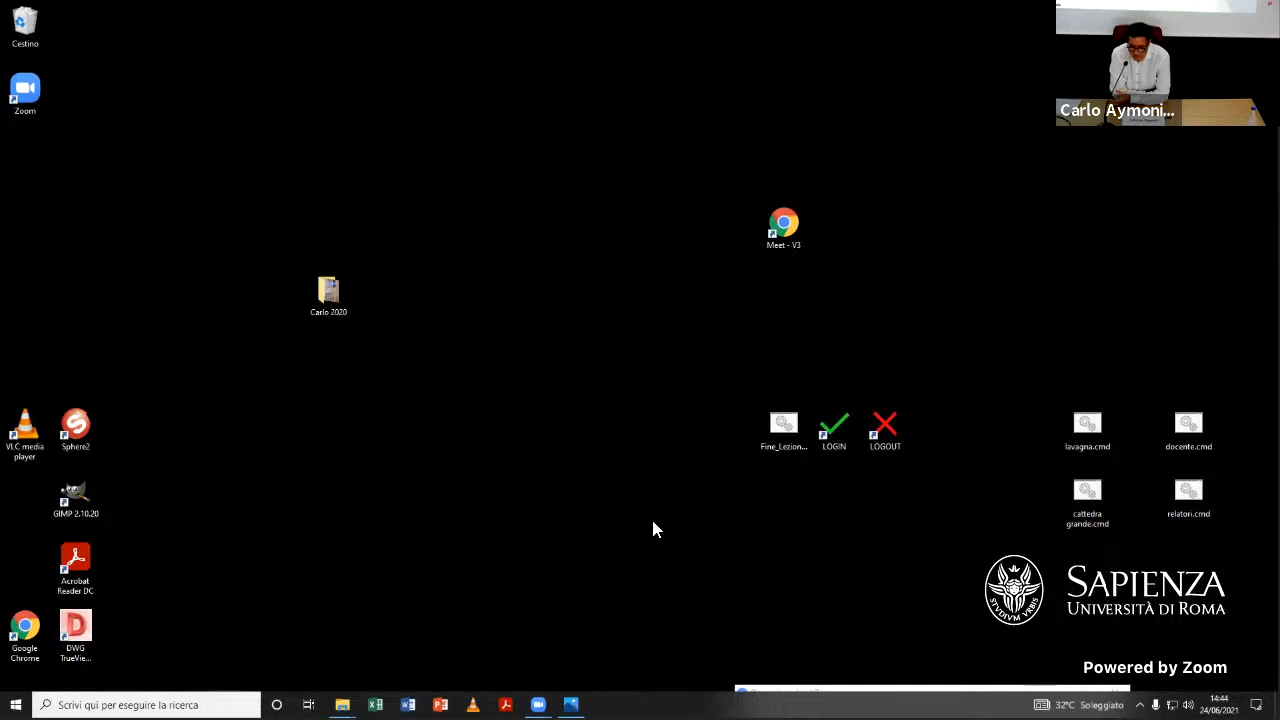 Cestino
Zoom
Carlo Aymoni...
Meet - V3
Carlo 2020
VLC media
player
Sphere2
Fine_Lezion...
LOGIN
LOGOUT
lavagna.cmd
docente.cmd
GIMP 2.10.20
cattedra
grande.cmd
relatori.cmd
Acrobat
Reader DC
STVDIVM VRBIS
SAPIENZA
UNIVERSITÀ DI ROMA
Google
Chrome
DWG
TrueVie...
Powered by Zoom
Scrivi qui per eseguire la ricerca
32°C Soleggiato
14:44
24/06/2021